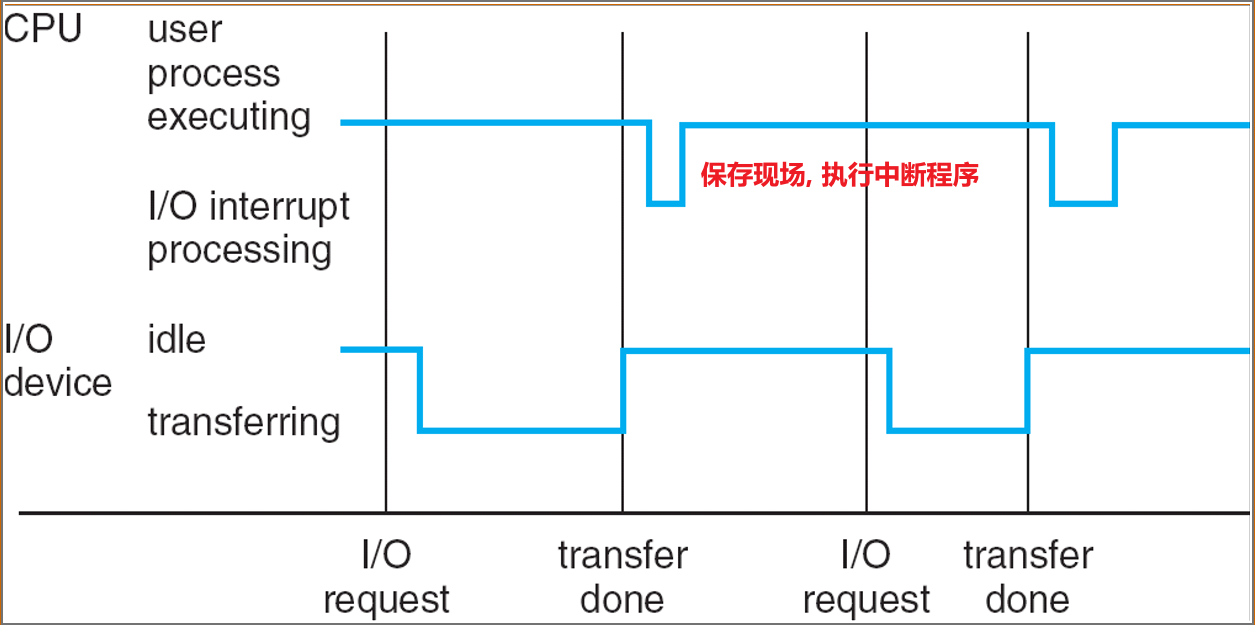 CPU
user
process
executing
保存现场, 执行中断程序
I/O interrupt
processing
I/O
device
idle
transferring
I/O
request
transfer
done
I/O
request
transfer
done